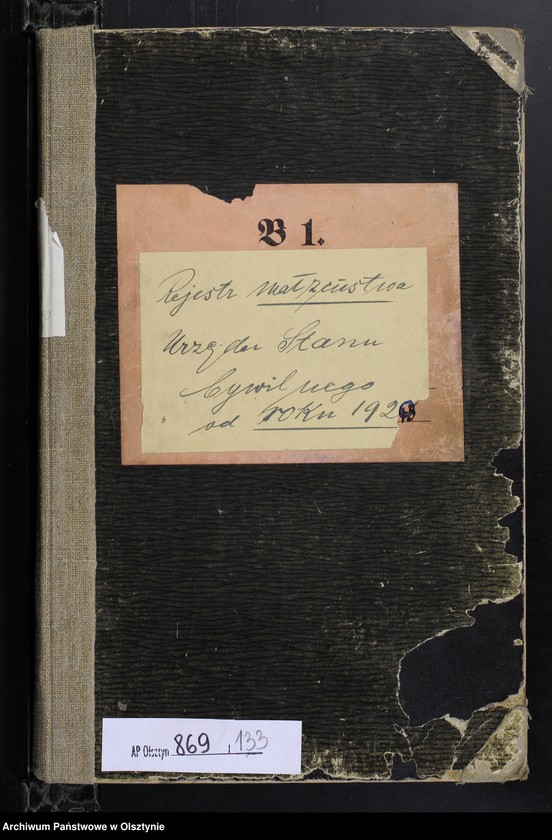 B 1.
Rejestr małżeństwa
Urzędu Stanu
Cywilnego
od roku 192
AP Olsztyn 869, 133
Archiwum Państwowe w Olsztynie